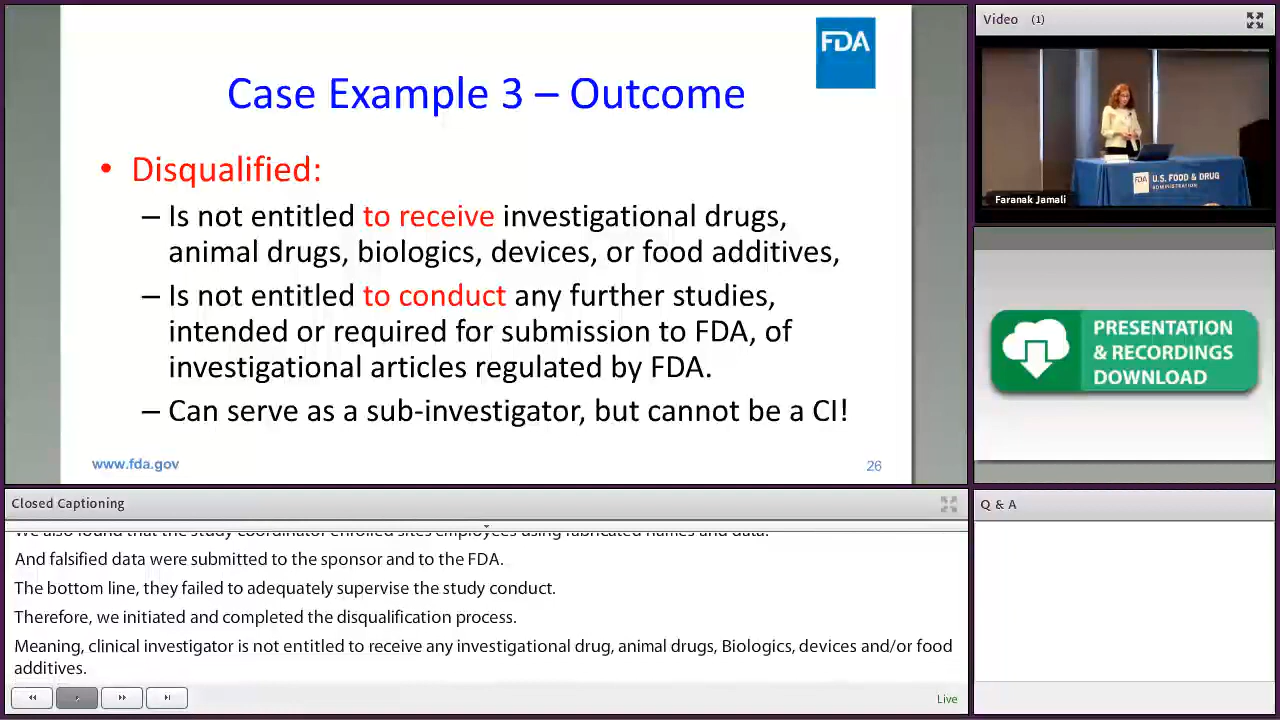 FDA
Case Example 3 – Outcome
• Disqualified:
– Is not entitled to receive investigational drugs,
animal drugs, biologics, devices, or food additives,
– Is not entitled to conduct any further studies,
intended or required for submission to FDA, of
investigational articles regulated by FDA.
– Can serve as a sub-investigator, but cannot be a CI!
www.fda.gov
26
Video (1)
FDA
U.S. FOOD & DRUG
ADMINISTRATION
Faranak Jamali
PRESENTATION
& RECORDINGS
DOWNLOAD
Closed Captioning
We also found that the study coordinator enrolled sites employees using fabricated names and data.
And falsified data were submitted to the sponsor and to the FDA.
The bottom line, they failed to adequately supervise the study conduct.
Therefore, we initiated and completed the disqualification process.
Meaning, clinical investigator is not entitled to receive any investigational drug, animal drugs, Biologics, devices and/or food
additives.
Live
Q & A